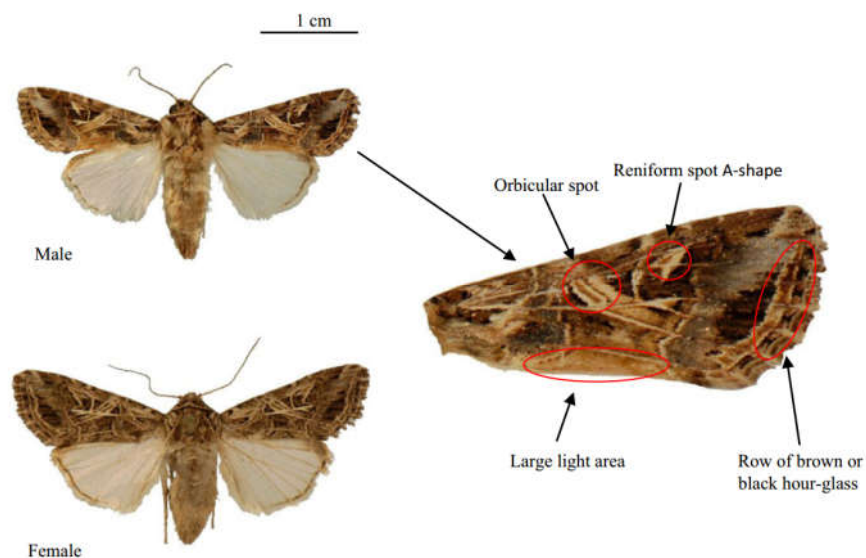 1 cm
Orbicular spot
Reniform spot A-shape
Male
Large light area
Row of brown or
black hour-glass
Female